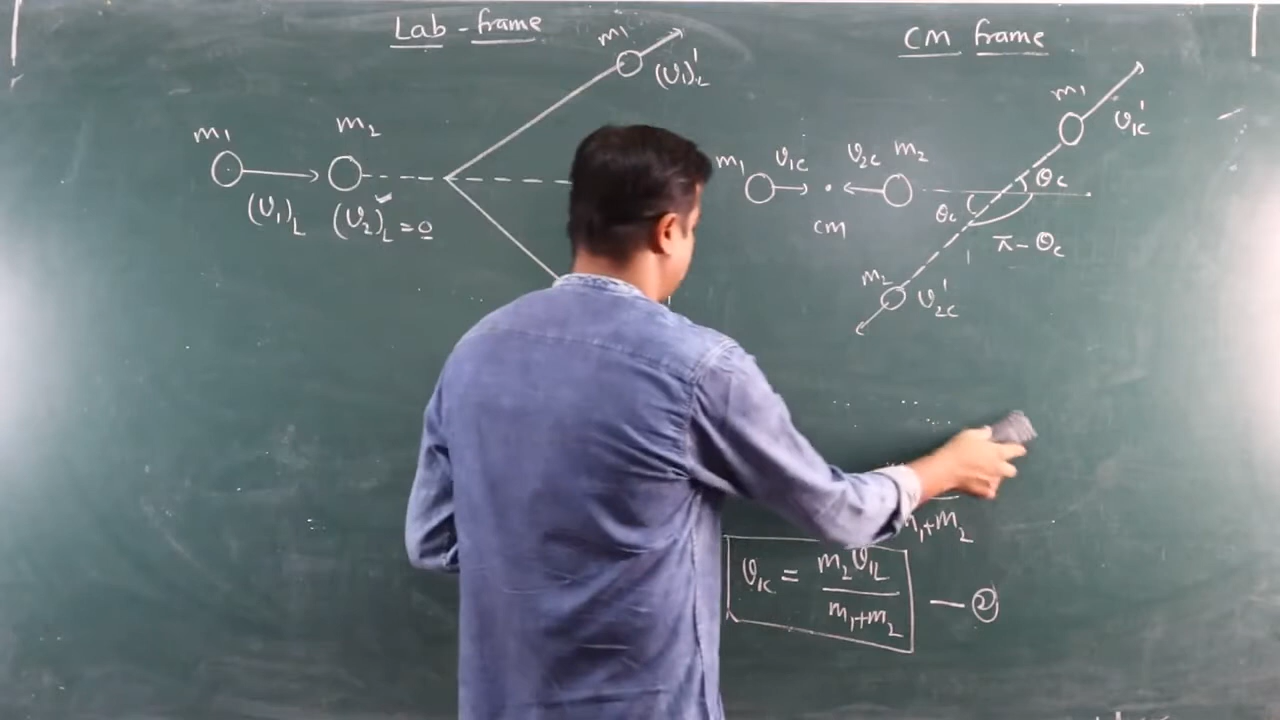 Lab - frame
m1
(υ1)'L
m1
m2
(υ1)L
(υ2)L = 0
CM frame
m1
υ'1c
m1
υ1c
υ2c
m2
cm
θc
θc
π - θc
m2
υ'2c
m1+m2
υ1c = m2υ1L
m1+m2
— ②